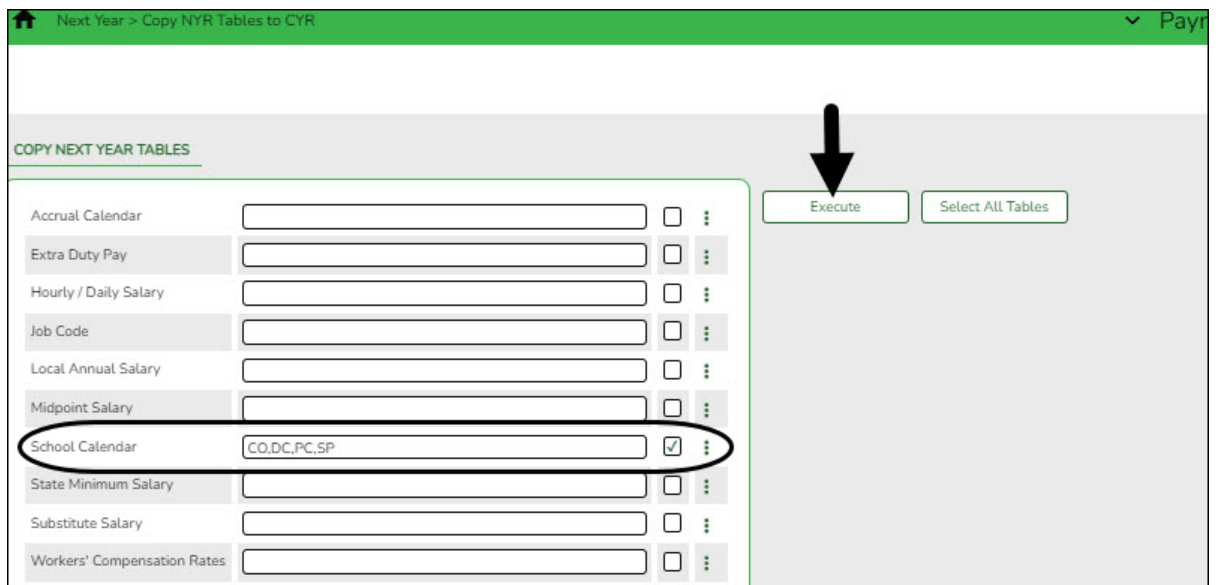 Next Year > Copy NYR Tables to CYR
Payr
COPY NEXT YEAR TABLES
Execute
Select All Tables
Accrual Calendar
Extra Duty Pay
Hourly / Daily Salary
Job Code
Local Annual Salary
Midpoint Salary
School Calendar CO,DC,PC,SP
State Minimum Salary
Substitute Salary
Workers' Compensation Rates